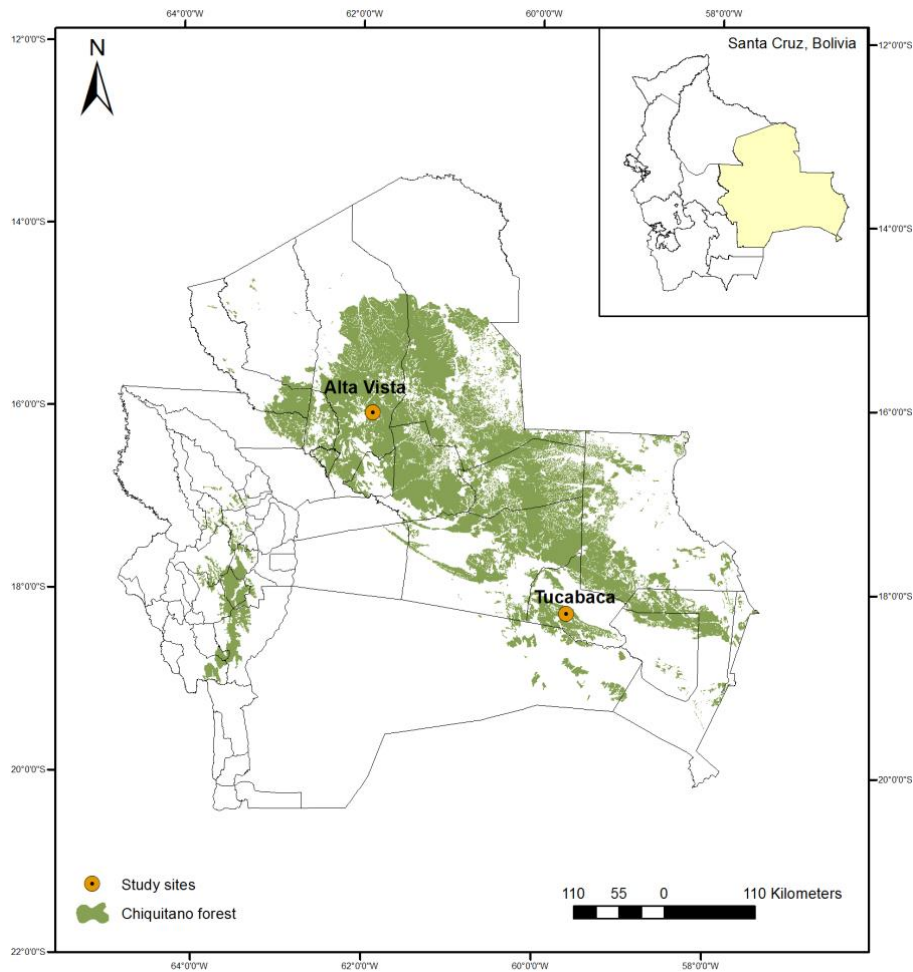 64°0'0"W 62°0'0"W 60°0'0"W 58°0'0"W
12°0'0"S 12°0'0"S
N
Santa Cruz, Bolivia
14°0'0"S 14°0'0"S
Alta Vista
16°0'0"S 16°0'0"S
18°0'0"S 18°0'0"S
Tucabaca
20°0'0"S 20°0'0"S
Study sites
110 55 0 110 Kilometers
Chiquitano forest
22°0'0"S
64°0'0"W 62°0'0"W 60°0'0"W 58°0'0"W